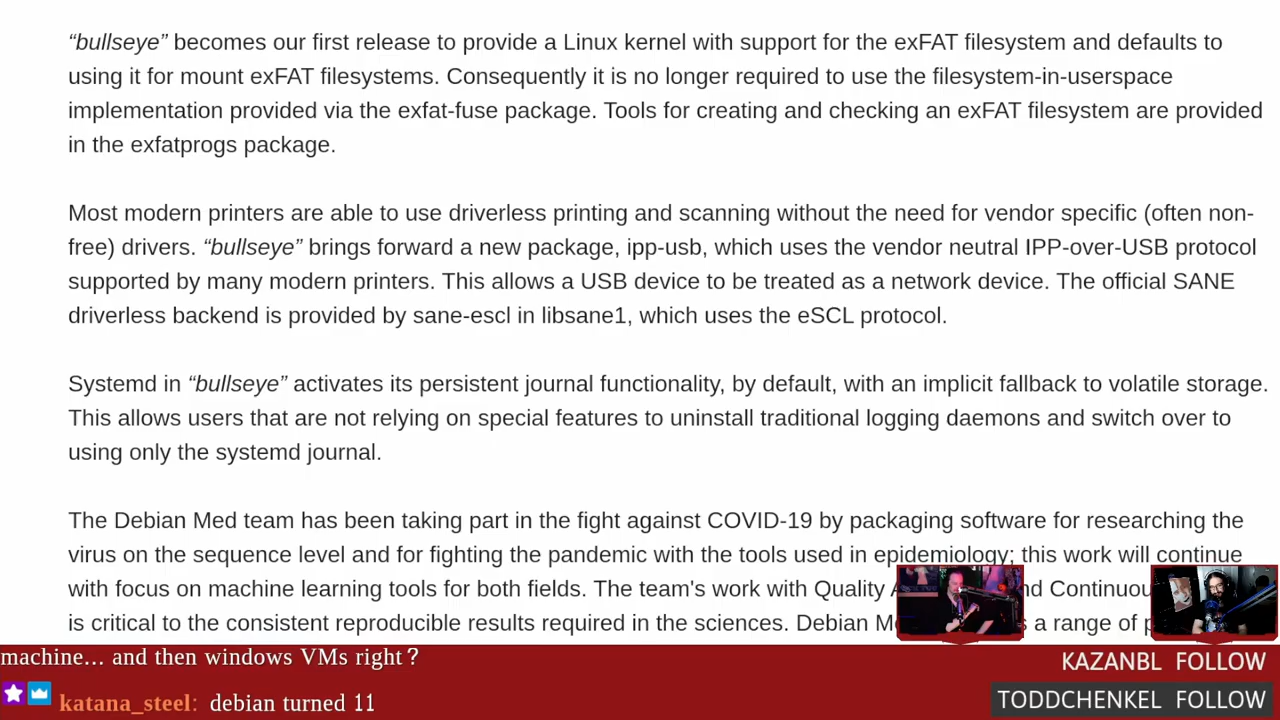 “bullseye” becomes our first release to provide a Linux kernel with support for the exFAT filesystem and defaults to
using it for mount exFAT filesystems. Consequently it is no longer required to use the filesystem-in-userspace
implementation provided via the exfat-fuse package. Tools for creating and checking an exFAT filesystem are provided
in the exfatprogs package.
Most modern printers are able to use driverless printing and scanning without the need for vendor specific (often non-
free) drivers. “bullseye” brings forward a new package, ipp-usb, which uses the vendor neutral IPP-over-USB protocol
supported by many modern printers. This allows a USB device to be treated as a network device. The official SANE
driverless backend is provided by sane-escl in libsane1, which uses the eSCL protocol.
Systemd in “bullseye” activates its persistent journal functionality, by default, with an implicit fallback to volatile storage.
This allows users that are not relying on special features to uninstall traditional logging daemons and switch over to
using only the systemd journal.
The Debian Med team has been taking part in the fight against COVID-19 by packaging software for researching the
virus on the sequence level and for fighting the pandemic with the tools used in epidemiology; this work will continue
with focus on machine learning tools for both fields. The team's work with Quality
is critical to the consistent reproducible results required in the sciences. Debian a range of
machine... and then windows VMs right?
KAZANBL FOLLOW
katana_steel: debian turned 11
TODDCHENKEL FOLLOW